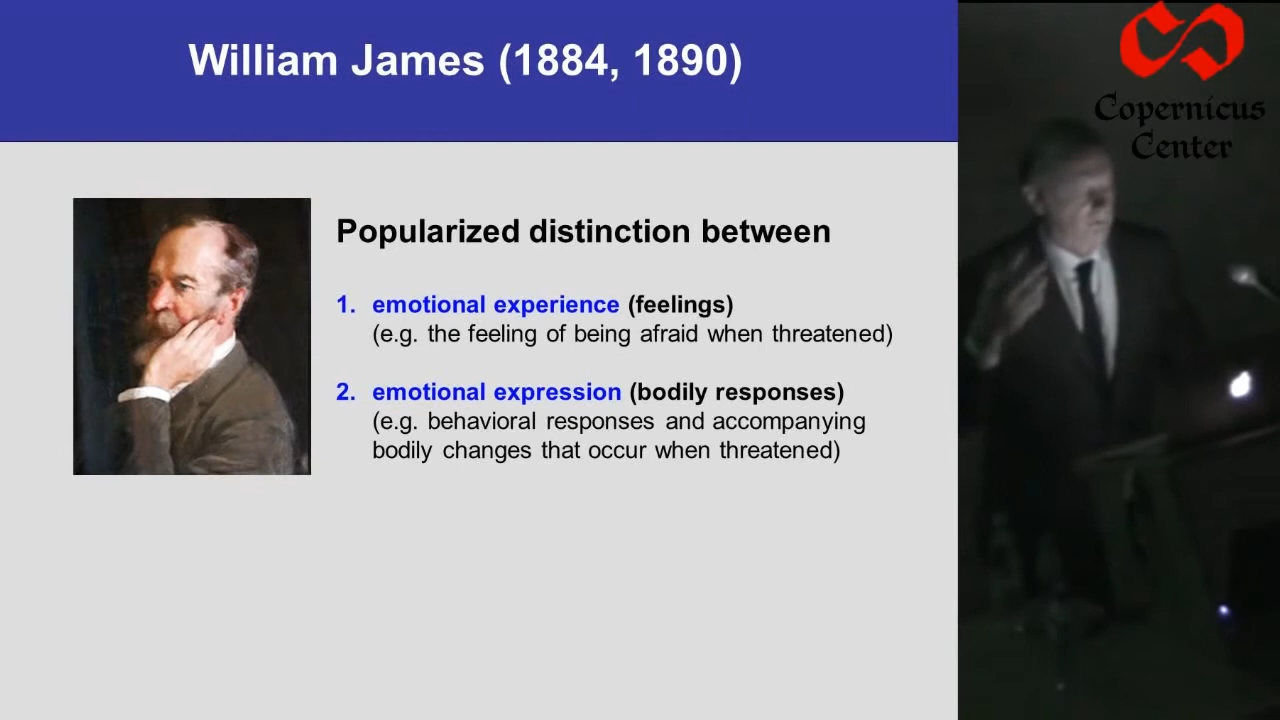 William James (1884, 1890)
Popularized distinction between
1. emotional experience (feelings)
(e.g. the feeling of being afraid when threatened)
2. emotional expression (bodily responses)
(e.g. behavioral responses and accompanying
bodily changes that occur when threatened)
Copernicus
Center